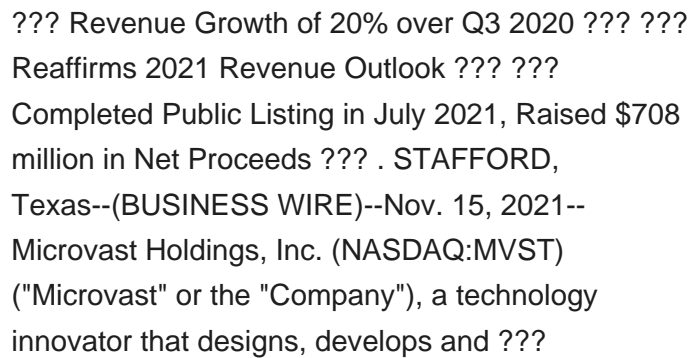 ??? Revenue Growth of 20% over Q3 2020 ??? ???
Reaffirms 2021 Revenue Outlook ??? ???
Completed Public Listing in July 2021, Raised $708
million in Net Proceeds ??? . STAFFORD,
Texas--(BUSINESS WIRE)--Nov. 15, 2021--
Microvast Holdings, Inc. (NASDAQ:MVST)
("Microvast" or the "Company"), a technology
innovator that designs, develops and ???